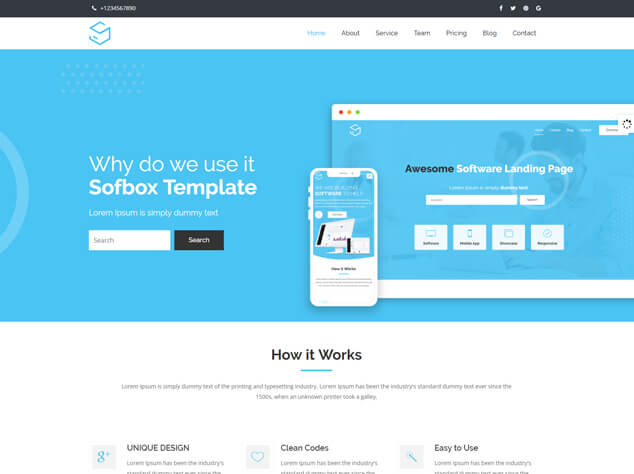 +1234567890
Home About Service Team Pricing Blog Contact
Why do we use it
Sofbox Template
Lorem Ipsum is simply dummy text
Search Search
Awesome Software Landing Page
Lorem ipsum is simply dummy text
Search
Software Mobile App Showcase Responsive
How it Works
How it Works
Lorem Ipsum is simply dummy text of the printing and typesetting industry. Lorem Ipsum has been the industry's standard dummy text ever since the
1500s, when an unknown printer took a galley.
UNIQUE DESIGN
Lorem Ipsum has been the industry's
standard dummy text ever since the
Clean Codes
Lorem Ipsum has been the industry's
standard dummy text ever since the
Easy to Use
Lorem Ipsum has been the industry's
standard dummy text ever since the